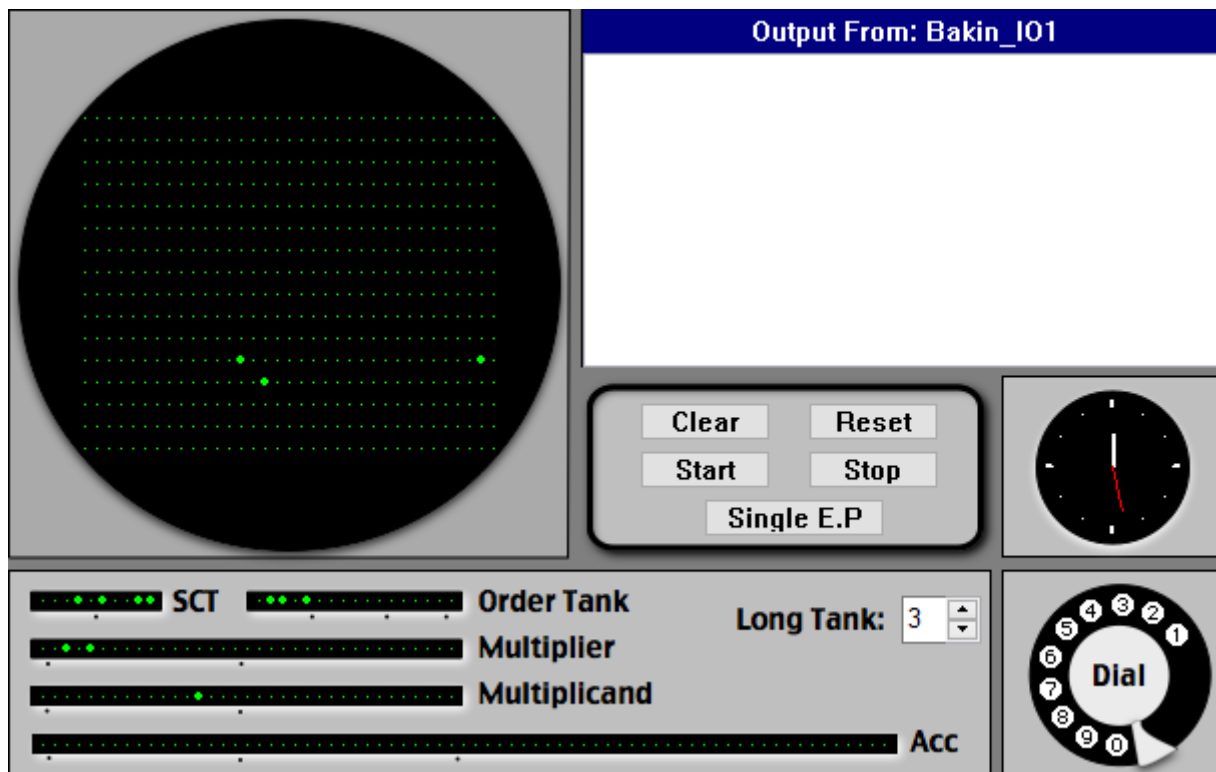 Output From: Bakin_IO1
Clear
Reset
Start
Stop
Single E.P
SCT
Order Tank
Long Tank: 3
Multiplier
Multiplicand
Acc
1
2
3
4
5
6
7
8
9
0
Dial